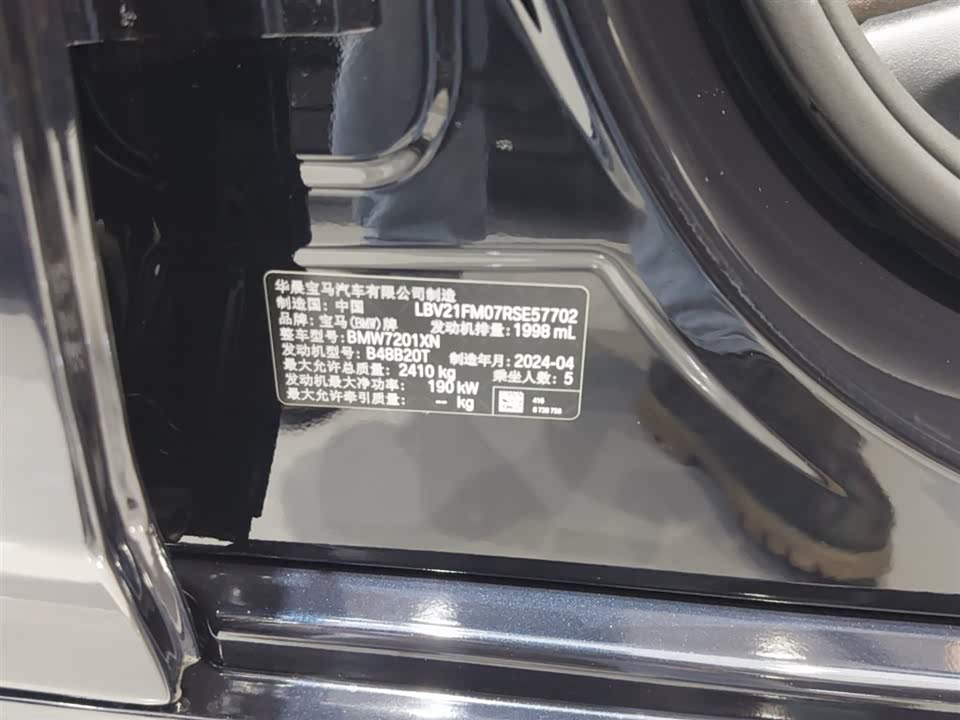 华晨宝马汽车有限公司制造
制造国：中国 LBV21FM07RSE57702
品牌：宝马(BMW)牌 发动机排量：1998 mL
整车型号：BMW7201XN
发动机型号：B48B20T 制造年月：2024-04
最大允许总质量：2410 kg 乘坐人数：5
发动机最大净功率：190 kW
最大允许牵引质量：-- kg
416